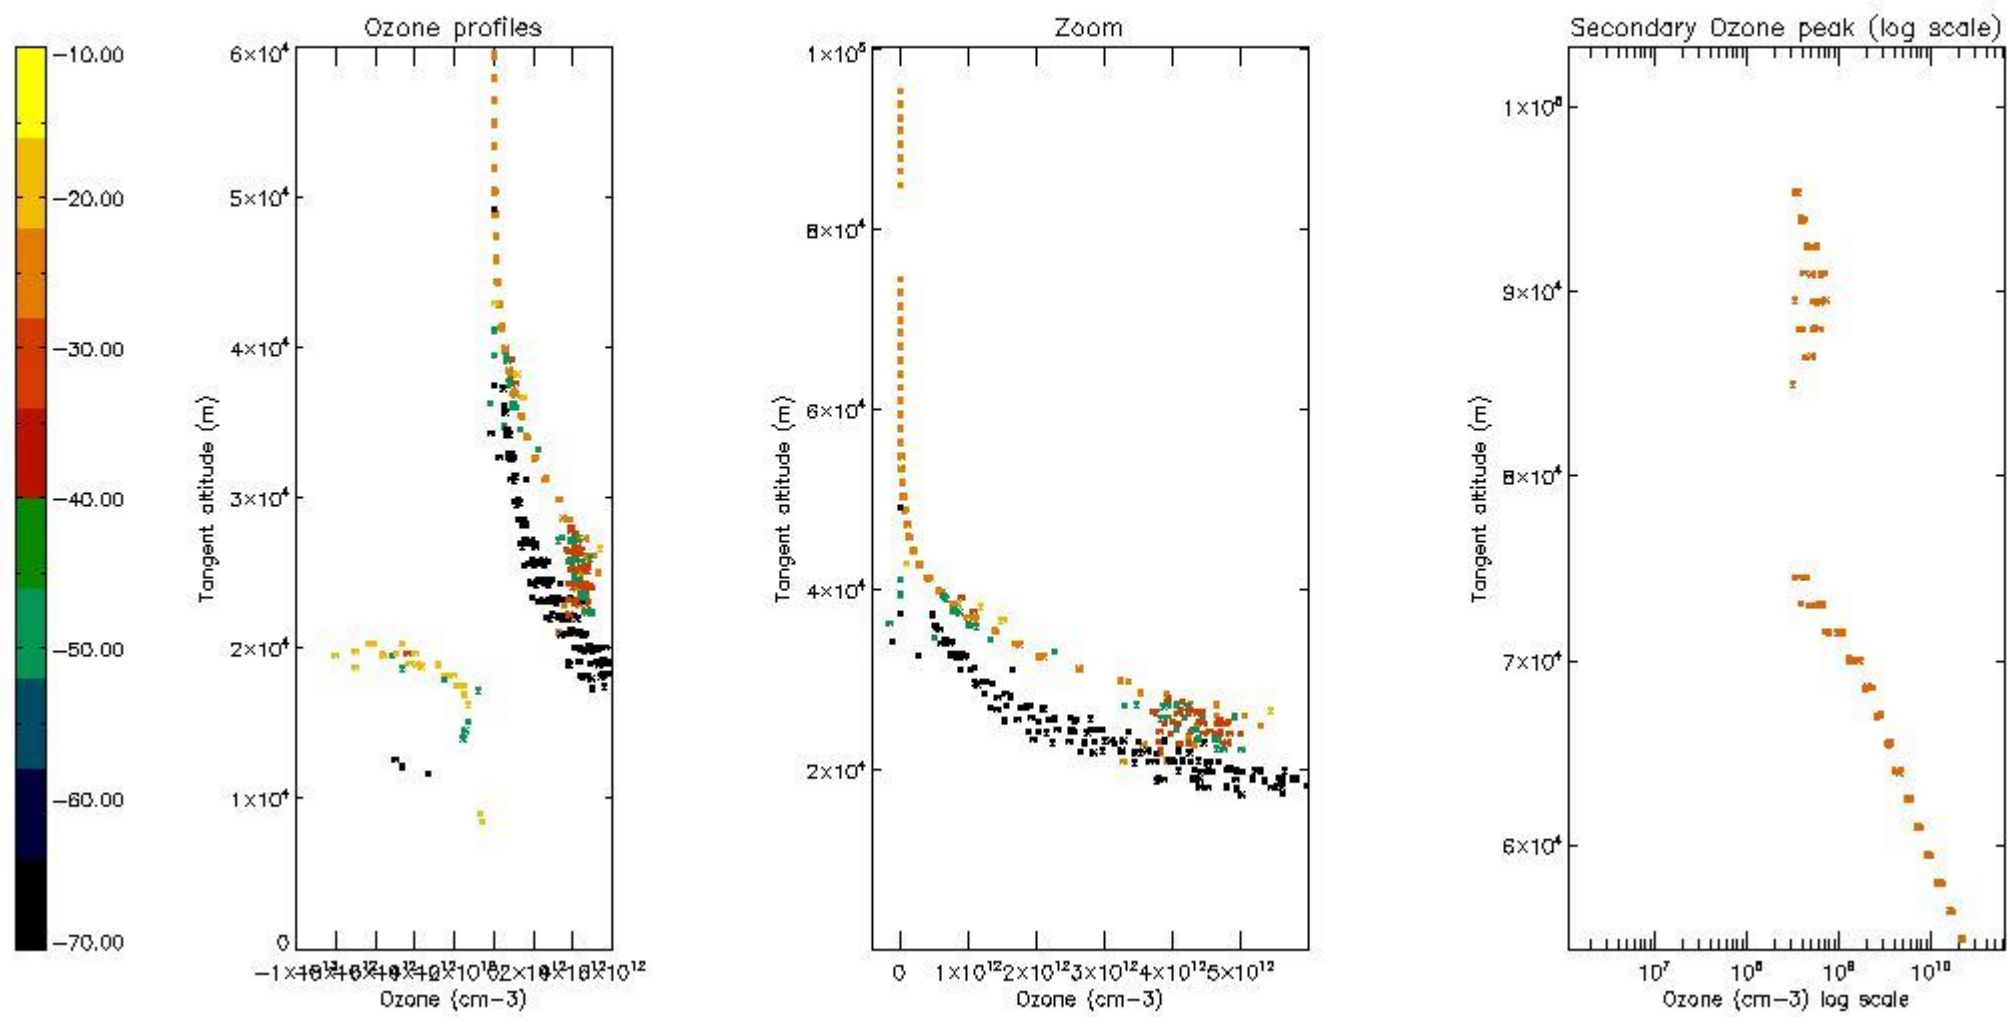 Ozone profiles
Zoom
Secondary Ozone peak (log scale)
−10.00
−20.00
−30.00
−40.00
−50.00
−60.00
−70.00
6×10⁴
5×10⁴
4×10⁴
3×10⁴
2×10⁴
1×10⁴
0
Tangent altitude (m)
Ozone (cm−3)
1×10⁵
8×10⁴
6×10⁴
4×10⁴
2×10⁴
Tangent altitude (m)
0 1×10¹² 2×10¹² 3×10¹² 4×10¹² 5×10¹²
Ozone (cm−3)
9×10⁴
8×10⁴
7×10⁴
6×10⁴
Tangent altitude (m)
10⁷ 10⁸ 10⁹ 10¹⁰
Ozone (cm−3) log scale